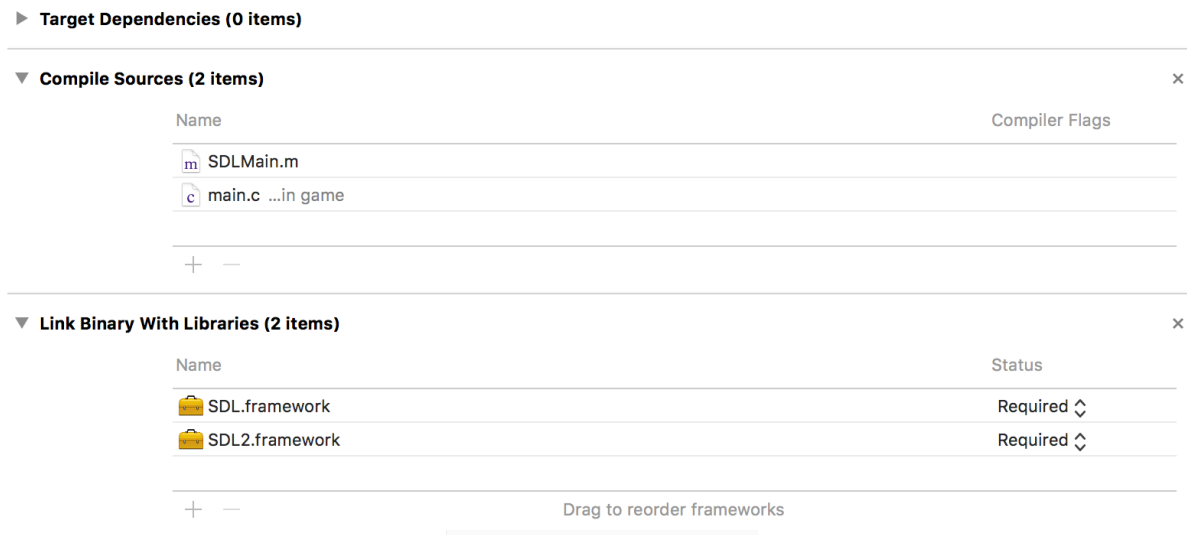 Target Dependencies (0 items)
Compile Sources (2 items)
Name Compiler Flags
m SDLMain.m
c main.c ...in game
Link Binary With Libraries (2 items)
Name Status
SDL.framework Required
SDL2.framework Required
Drag to reorder frameworks